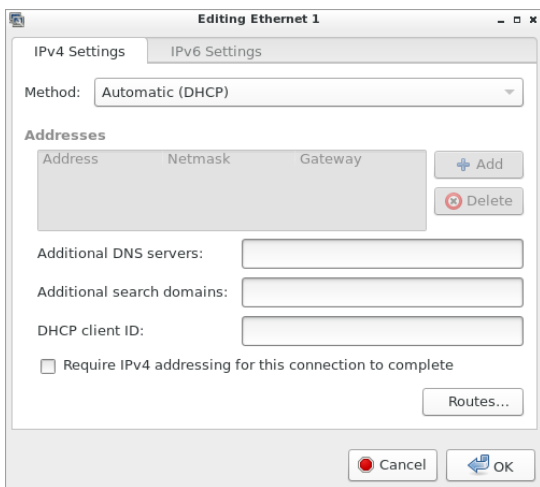 Editing Ethernet 1
IPv4 Settings IPv6 Settings
Method: Automatic (DHCP)
Addresses
Address Netmask Gateway
Add
Delete
Additional DNS servers:
Additional search domains:
DHCP client ID:
Require IPv4 addressing for this connection to complete
Routes...
Cancel OK